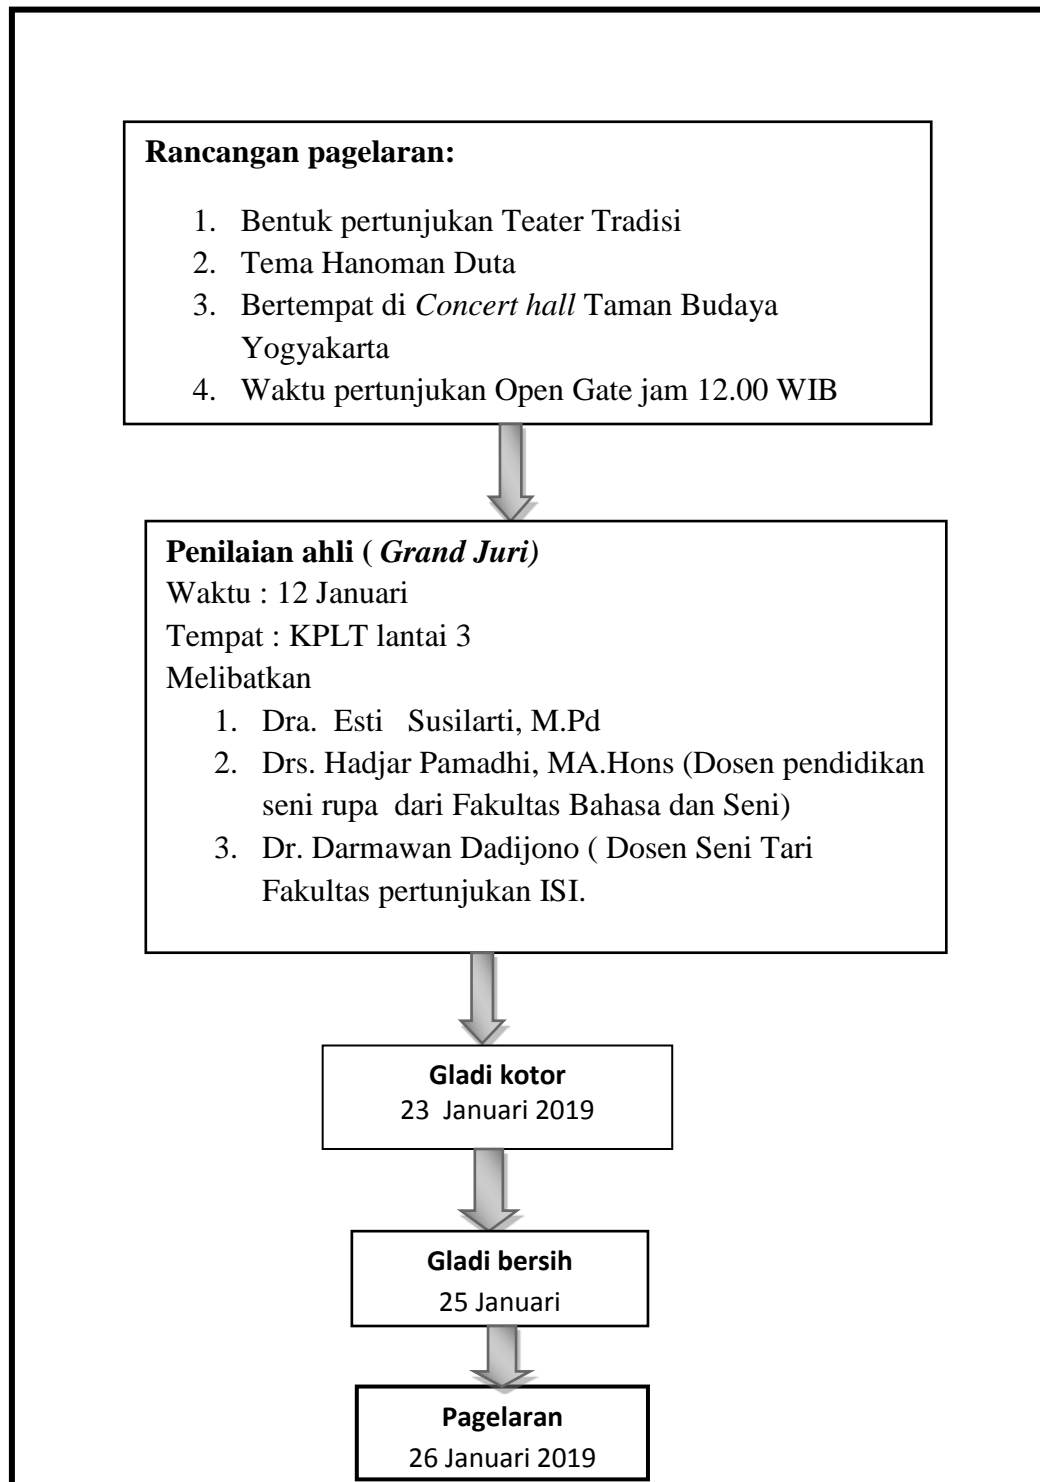 Rancangan pagelaran:
1. Bentuk pertunjukan Teater Tradisi
2. Tema Hanoman Duta
3. Bertempat di Concert hall Taman Budaya
Yogyakarta
4. Waktu pertunjukan Open Gate jam 12.00 WIB
Penilaian ahli ( Grand Juri)
Waktu : 12 Januari
Tempat : KPLT lantai 3
Melibatkan
1. Dra. Esti Susilarti, M.Pd
2. Drs. Hadjar Pamadhi, MA.Hons (Dosen pendidikan
seni rupa dari Fakultas Bahasa dan Seni)
3. Dr. Darmawan Dadijono ( Dosen Seni Tari
Fakultas pertunjukan ISI.
Gladi kotor
23 Januari 2019
Gladi bersih
25 Januari
Pagelaran
26 Januari 2019